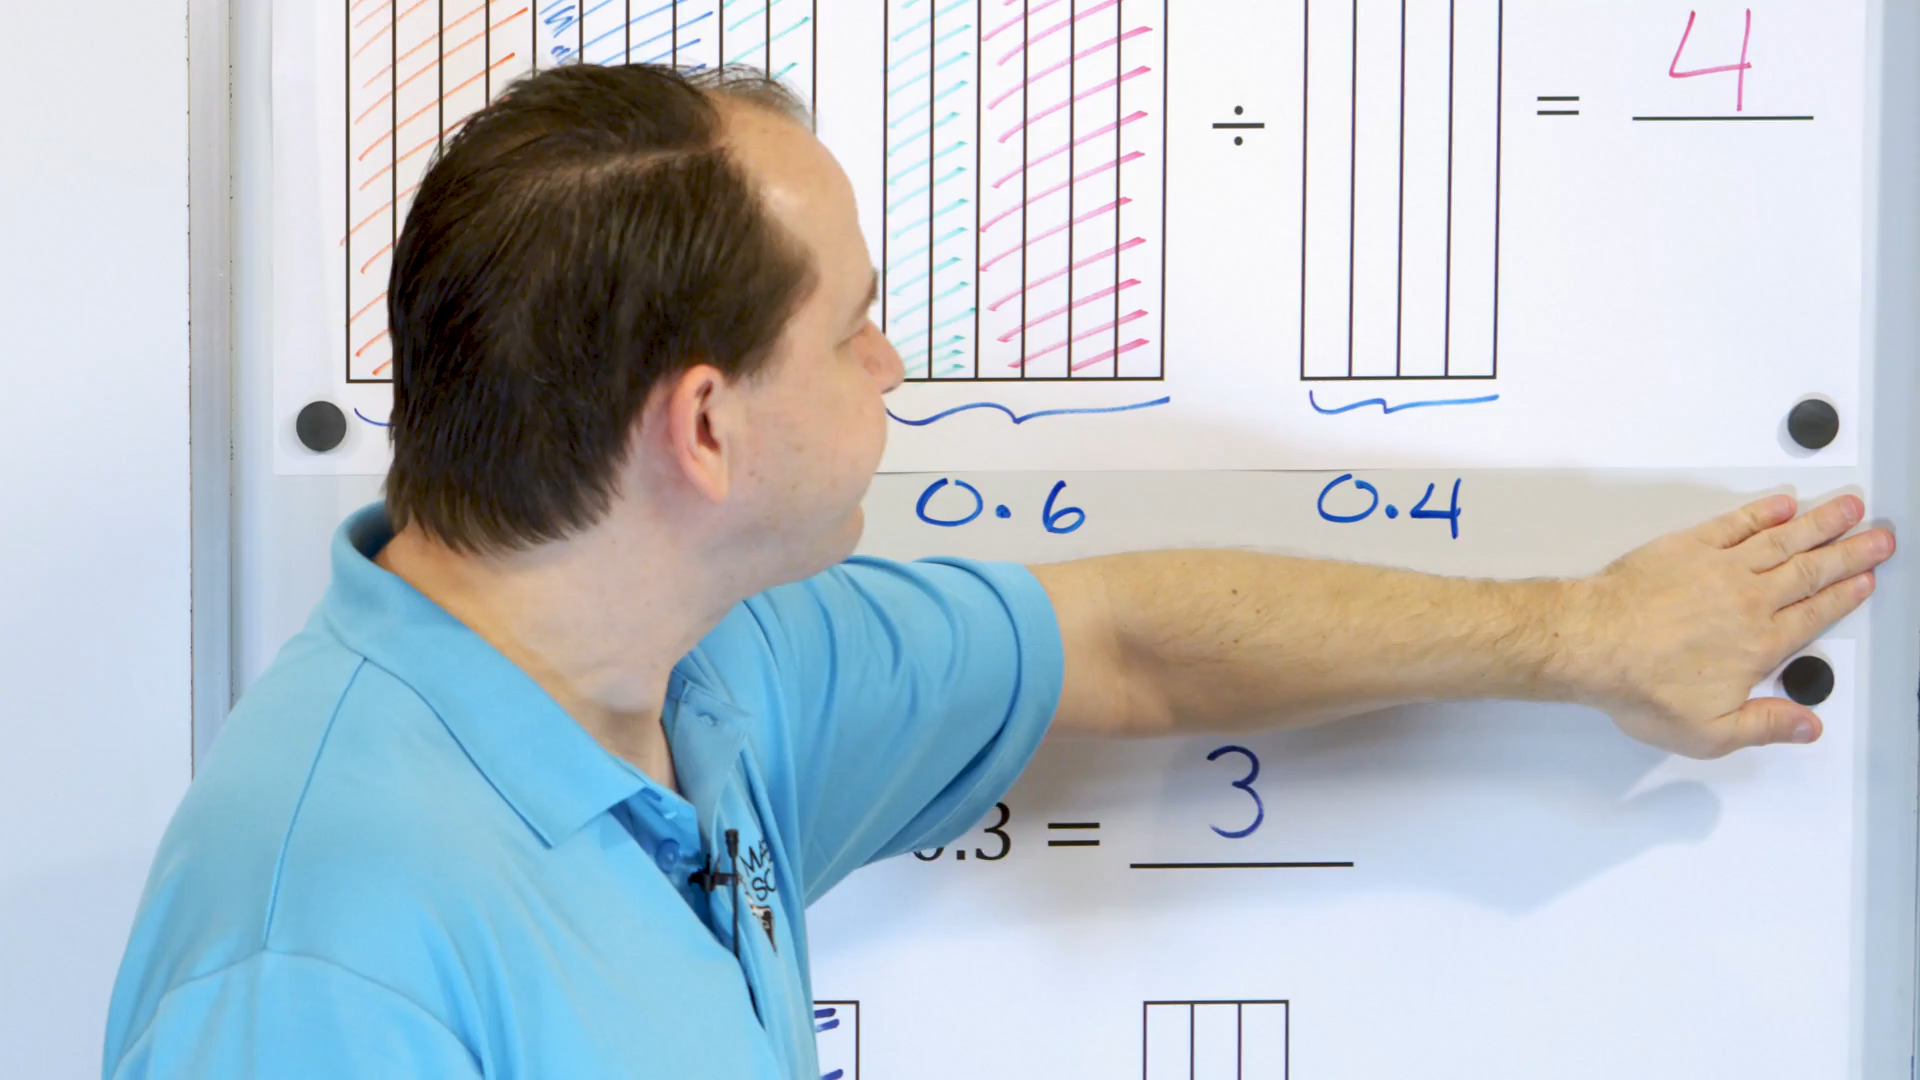 ÷ = 4
0.6 0.4
.3 = 3